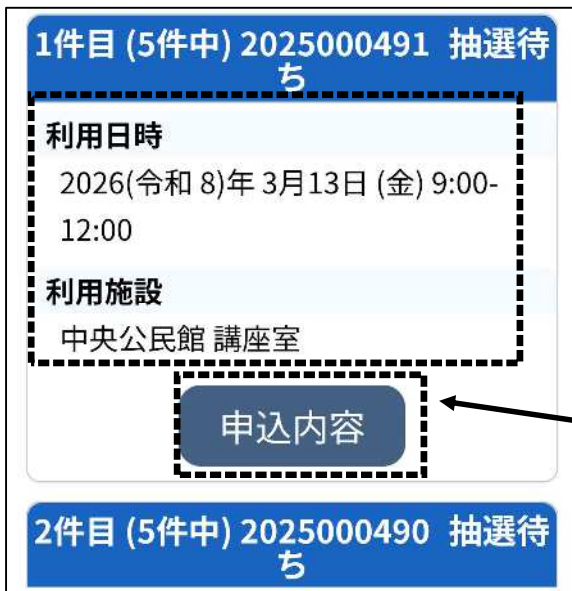 1件目 (5件中) 2025000491 抽選待
ち
利用日時
2026(令和 8)年 3月13日 (金) 9:00-
12:00
利用施設
中央公民館 講座室
申込内容
2件目 (5件中) 2025000490 抽選待
ち